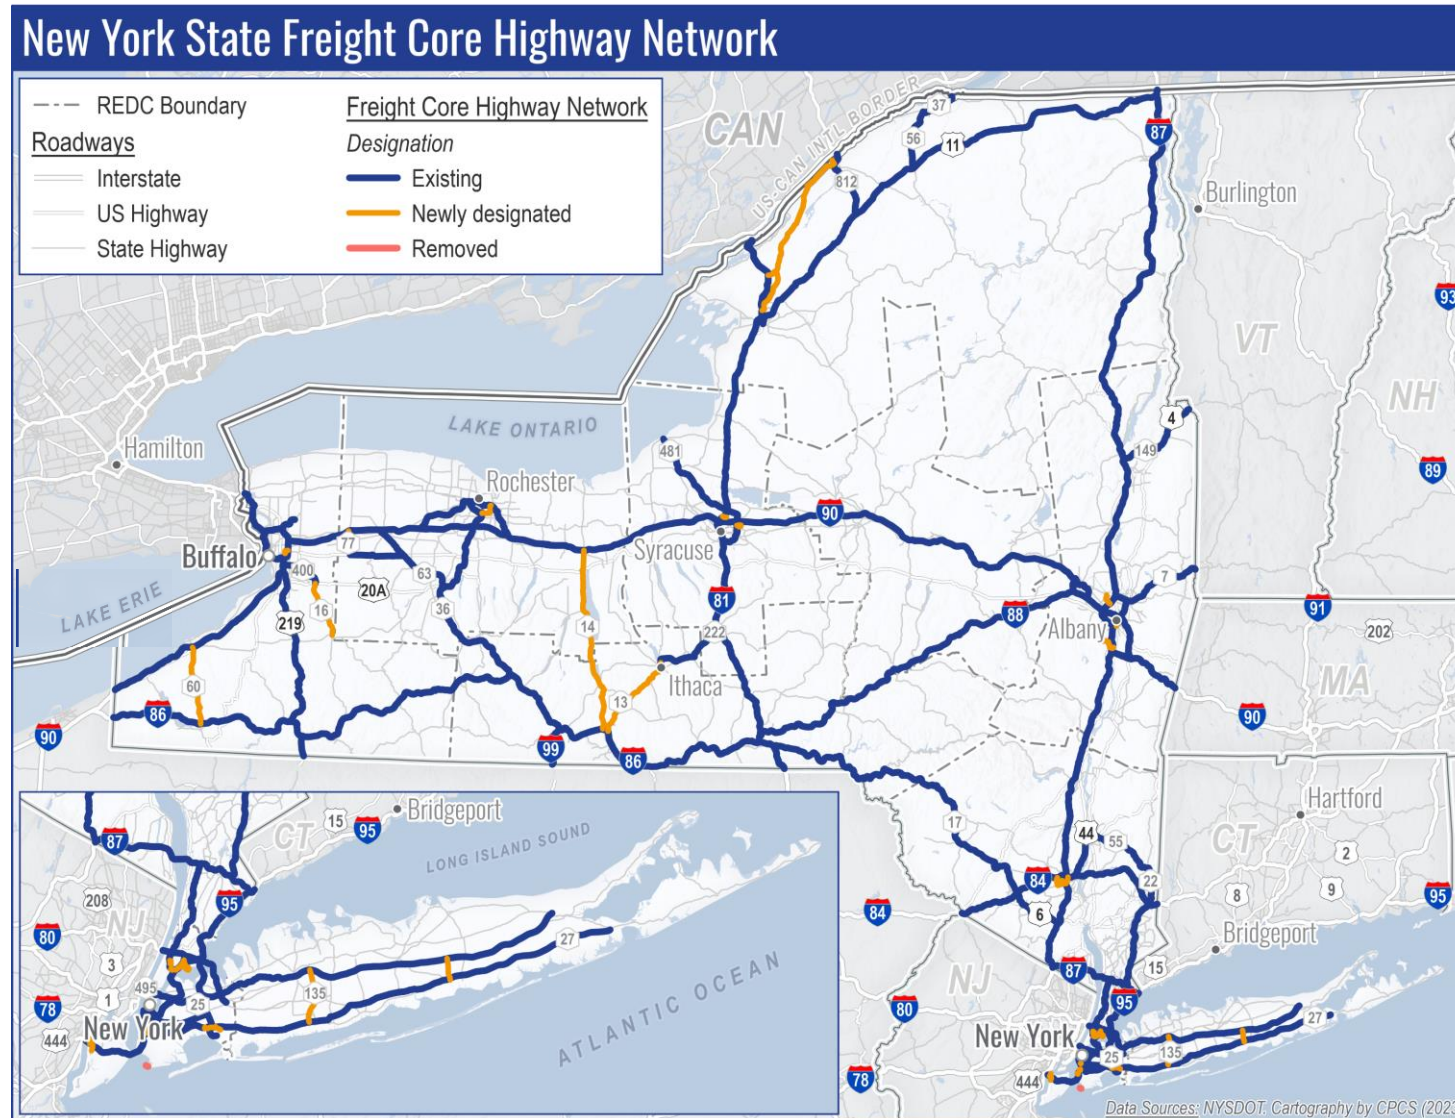 New York State Freight Core Highway Network
REDC Boundary
Roadways
Interstate
US Highway
State Highway
Freight Core Highway Network
Designation
Existing
Newly designated
Removed
CAN
US-CAN INTL BORDER
37
56
11
87
812
Burlington
93
VT
NH
LAKE ONTARIO
Hamilton
481
4
149
89
Rochester
90
Buffalo
77
Syracuse
400
63
20A
LAKE ERIE
16
36
219
14
81
222
88
7
Albany
91
202
MA
60
Ithaca
13
86
90
99
86
90
Hartford
17
44
55
CT
2
84
22
8
9
95
84
6
Bridgeport
NJ
87
15
80
95
New York
27
25
135
444
78
Bridgeport
15
95
CT
87
LONG ISLAND SOUND
208
95
NJ
80
3
27
495
1
25
135
78
New York
444
ATLANTIC OCEAN
Data Sources: NYSDOT. Cartography by CPCS (202